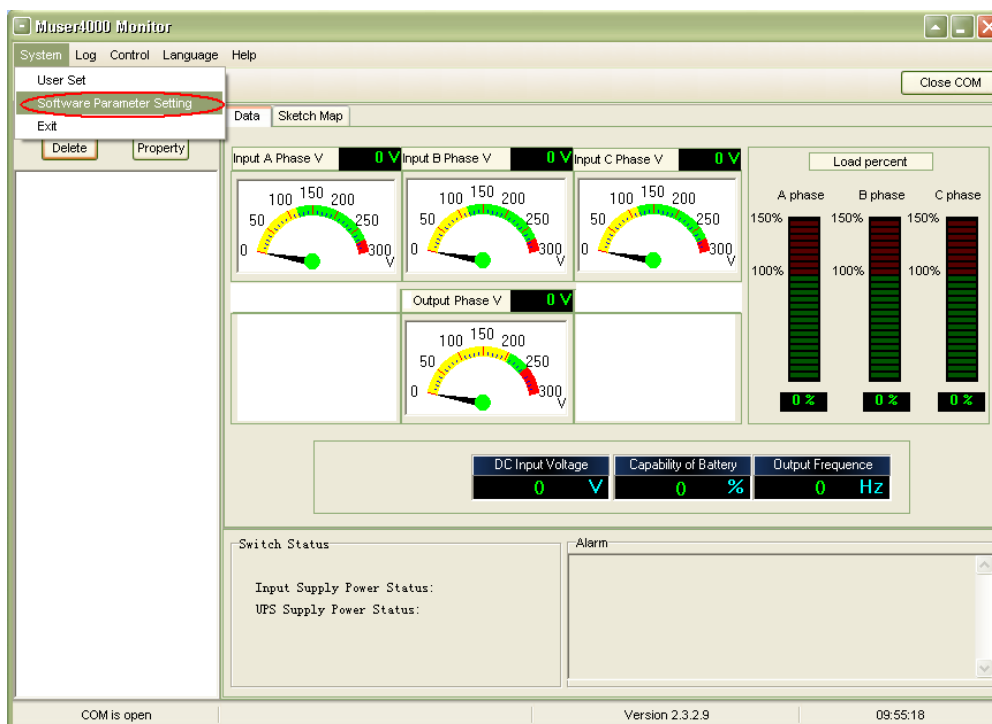 Muser4000 Monitor
System Log Control Language Help
User Set
Software Parameter Setting
Exit
Close COM
Delete Property
Data Sketch Map
Input A Phase V 0 V Input B Phase V 0 V Input C Phase V 0 V
0 50 100 150 200 250 300 V
0 50 100 150 200 250 300 V
0 50 100 150 200 250 300 V
Output Phase V 0 V
0 50 100 150 200 250 300 V
Load percent
A phase B phase C phase
150% 150% 150%
100% 100% 100%
0 % 0 % 0 %
DC Input Voltage Capability of Battery Output Frequence
0 V 0 % 0 Hz
Switch Status
Input Supply Power Status:
UPS Supply Power Status:
Alarm
COM is open Version 2.3.2.9 09:55:18